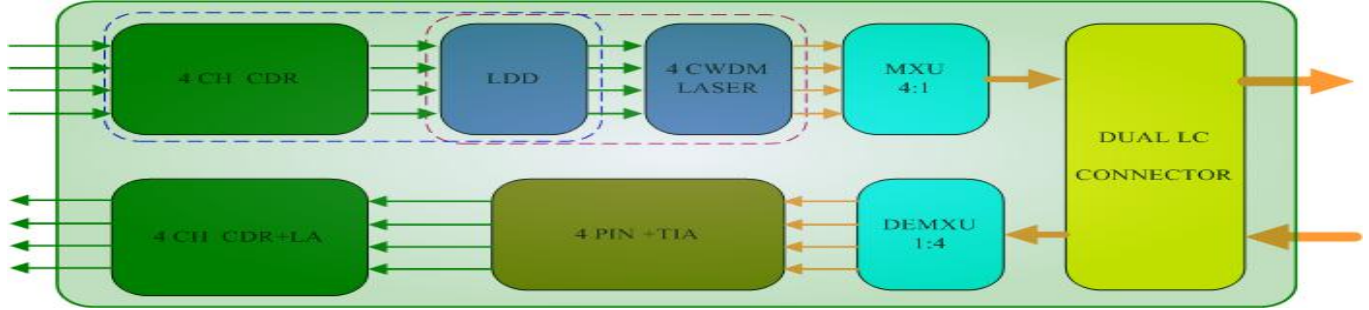 4 CH CDR
LDD
4 CWDM
LASER
MXU
4:1
DUAL LC
CONNECTOR
4 CH CDR+LA
4 PIN +TIA
DEMXU
1:4